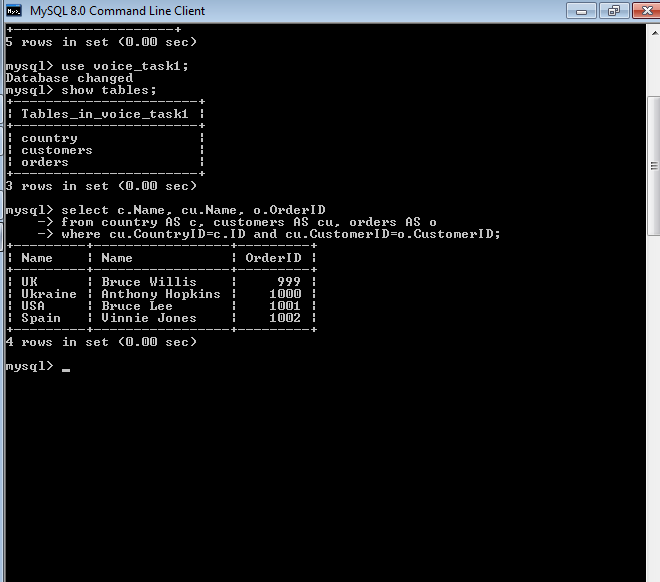 MySQL 8.0 Command Line Client
+--------------------+
5 rows in set (0.00 sec)
mysql> use voice_task1;
Database changed
mysql> show tables;
+-----------------------+
¦ Tables_in_voice_task1 ¦
+-----------------------+
¦ country               ¦
¦ customers             ¦
¦ orders                ¦
+-----------------------+
3 rows in set (0.00 sec)
mysql> select c.Name, cu.Name, o.OrderID
    -> from country AS c, customers AS cu, orders AS o
    -> where cu.CountryID=c.ID and cu.CustomerID=o.CustomerID;
+---------+-----------------+---------+
¦ Name    ¦ Name            ¦ OrderID ¦
+---------+-----------------+---------+
¦ UK      ¦ Bruce Willis    ¦     999 ¦
¦ Ukraine ¦ Anthony Hopkins ¦    1000 ¦
¦ USA     ¦ Bruce Lee       ¦    1001 ¦
¦ Spain   ¦ Vinnie Jones    ¦    1002 ¦
+---------+-----------------+---------+
4 rows in set (0.00 sec)
mysql> _